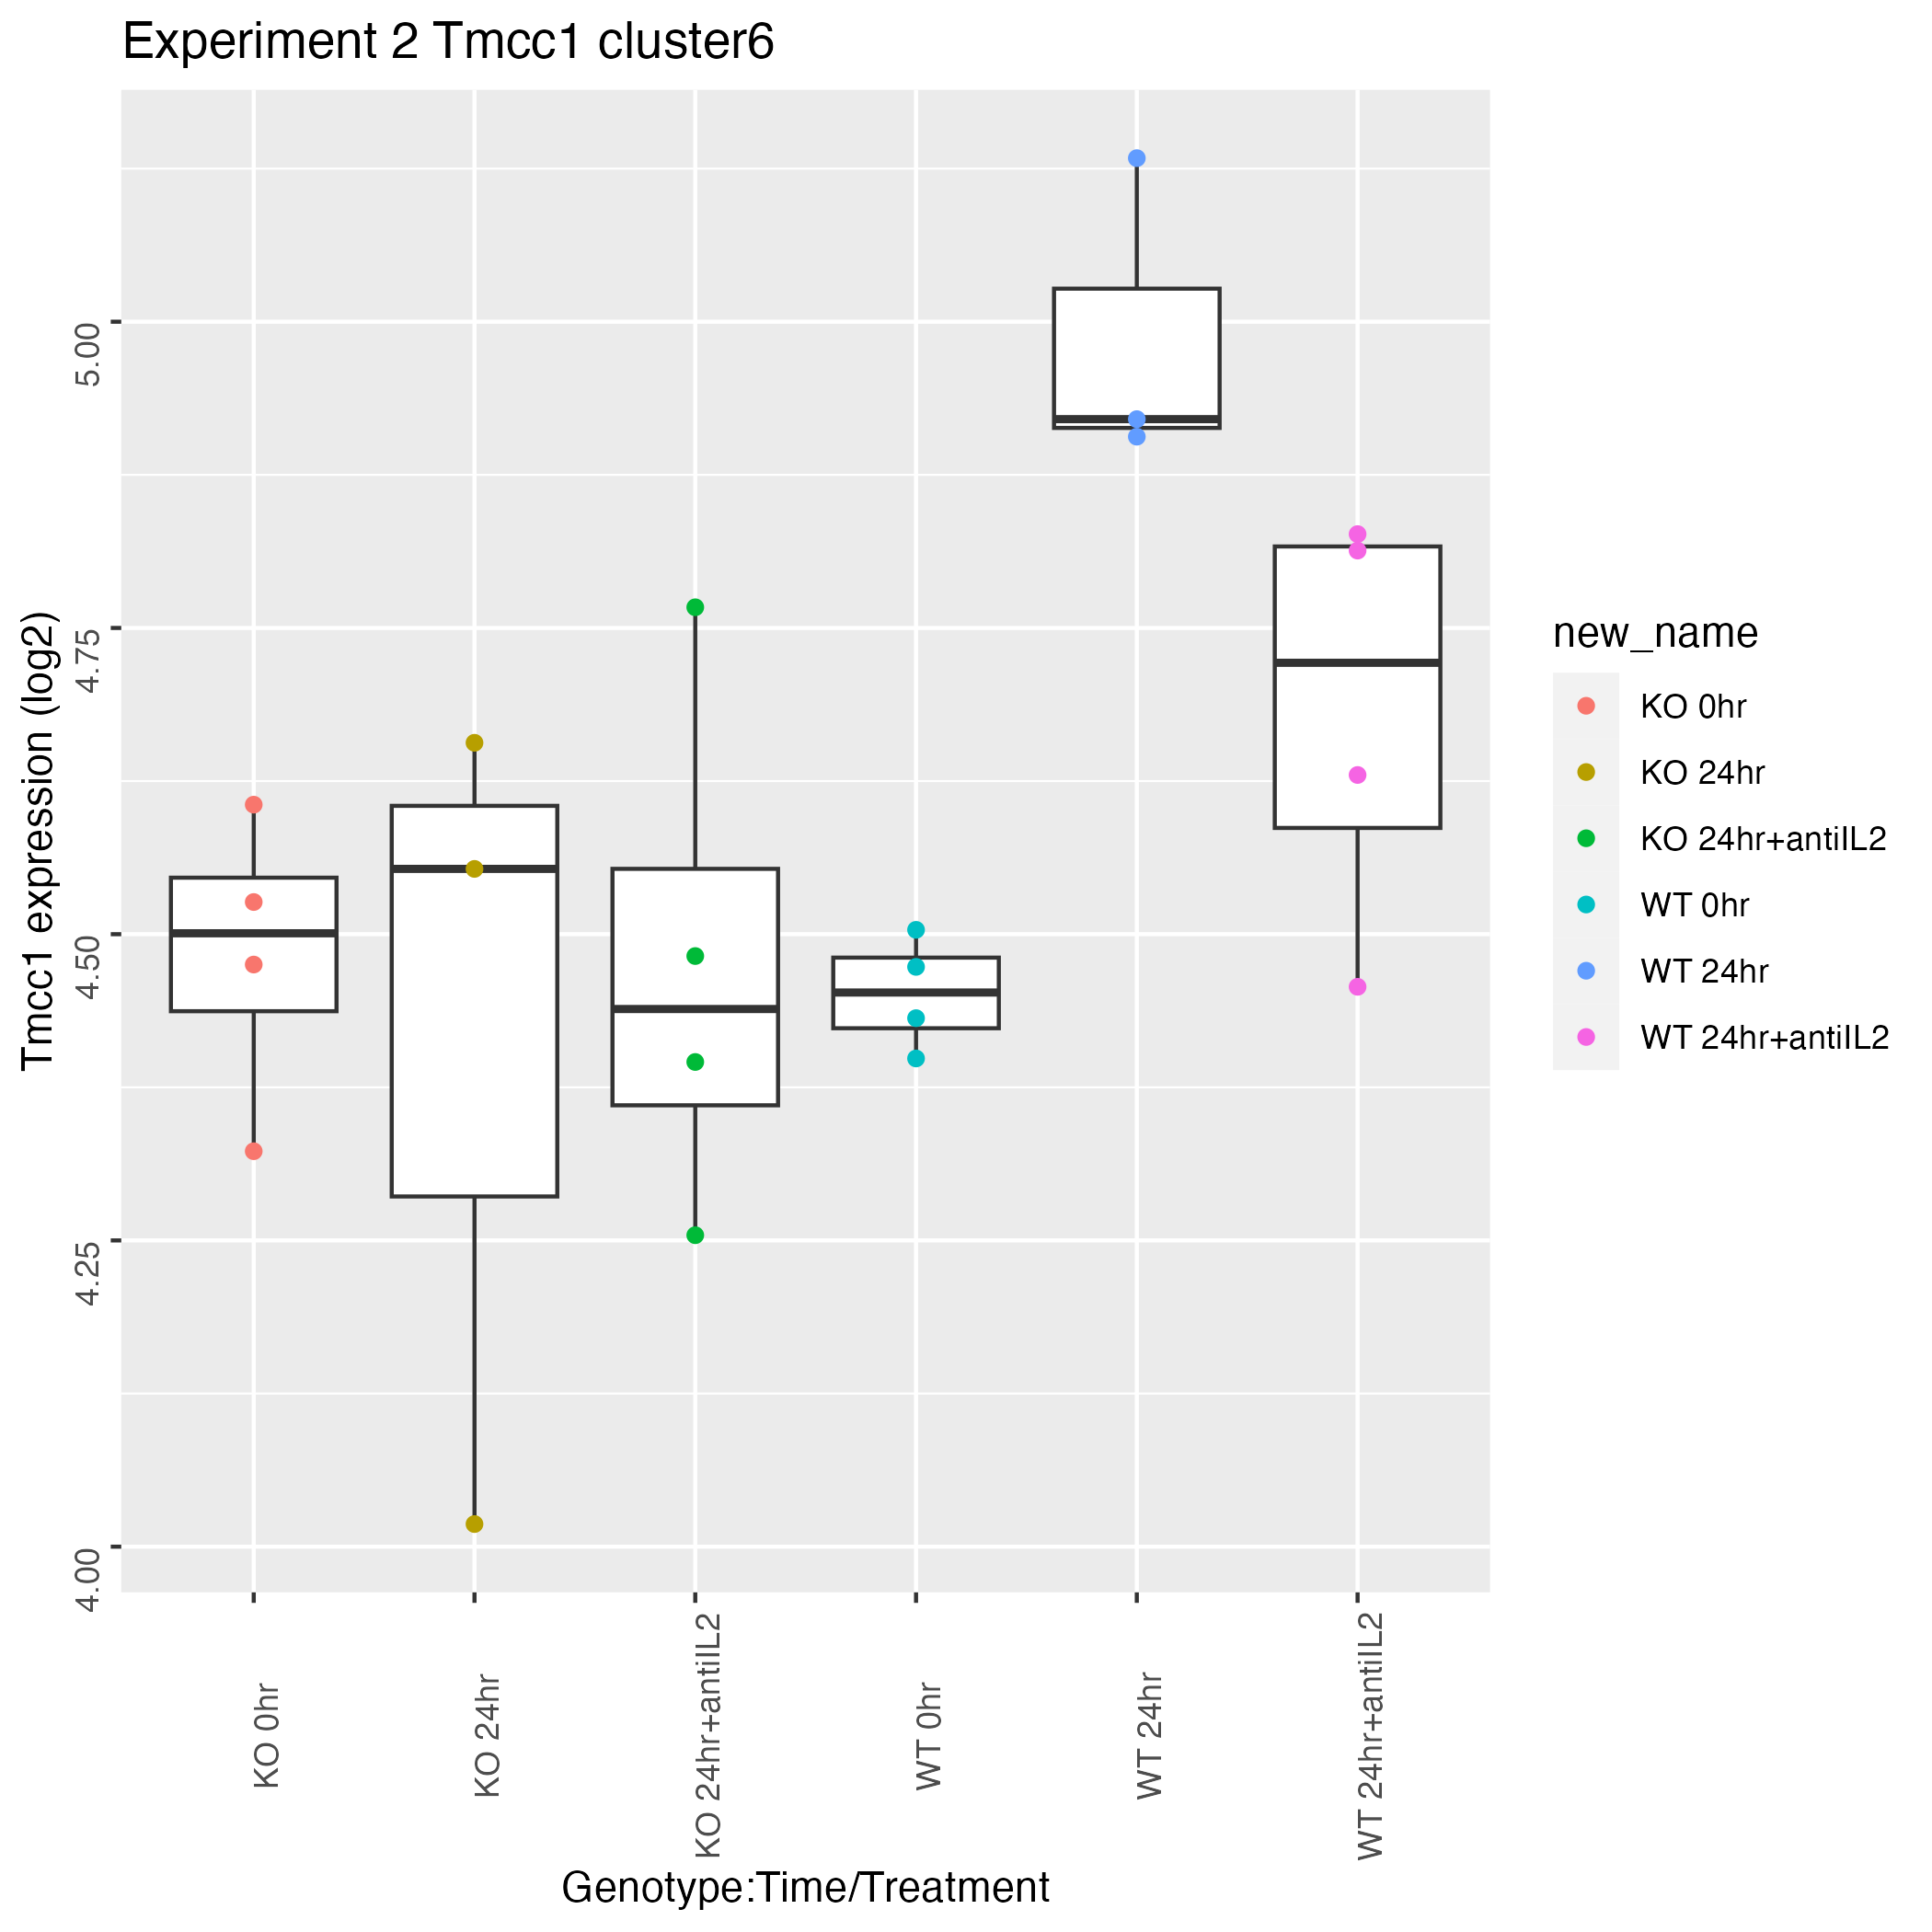 Experiment 2 Tmcc1 cluster6
Tmcc1 expression (log2)
5.00
4.75
4.50
4.25
4.00
KO 0hr
KO 24hr
KO 24hr+antiIL2
WT 0hr
WT 24hr
WT 24hr+antiIL2
Genotype:Time/Treatment
new_name
KO 0hr
KO 24hr
KO 24hr+antiIL2
WT 0hr
WT 24hr
WT 24hr+antiIL2